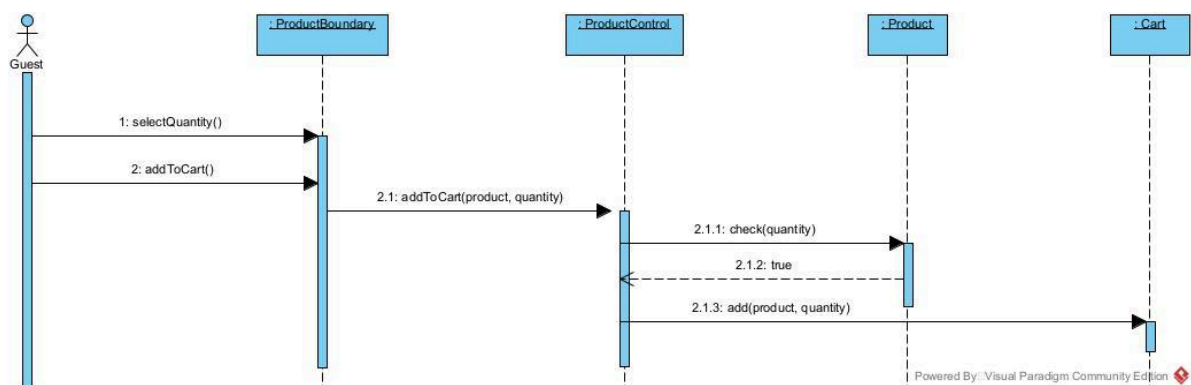 : ProductBoundary
: ProductControl
: Product
: Cart
Guest
1: selectQuantity()
2: addToCart()
2.1: addToCart(product, quantity)
2.1.1: check(quantity)
2.1.2: true
2.1.3: add(product, quantity)
Powered By Visual Paradigm Community Edition